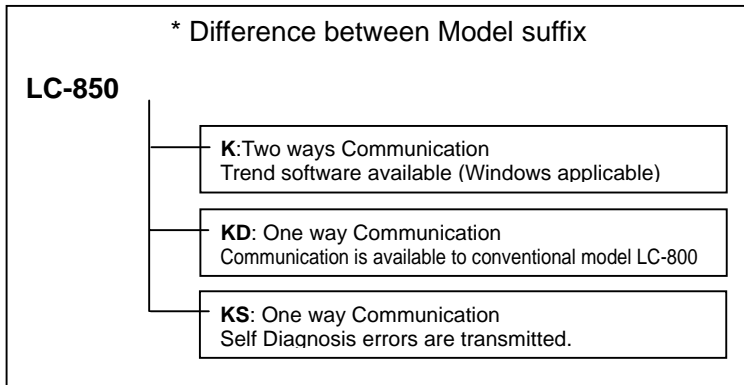 * Difference between Model suffix
LC-850
K:Two ways Communication
Trend software available (Windows applicable)
KD: One way Communication
Communication is available to conventional model LC-800
KS: One way Communication
Self Diagnosis errors are transmitted.